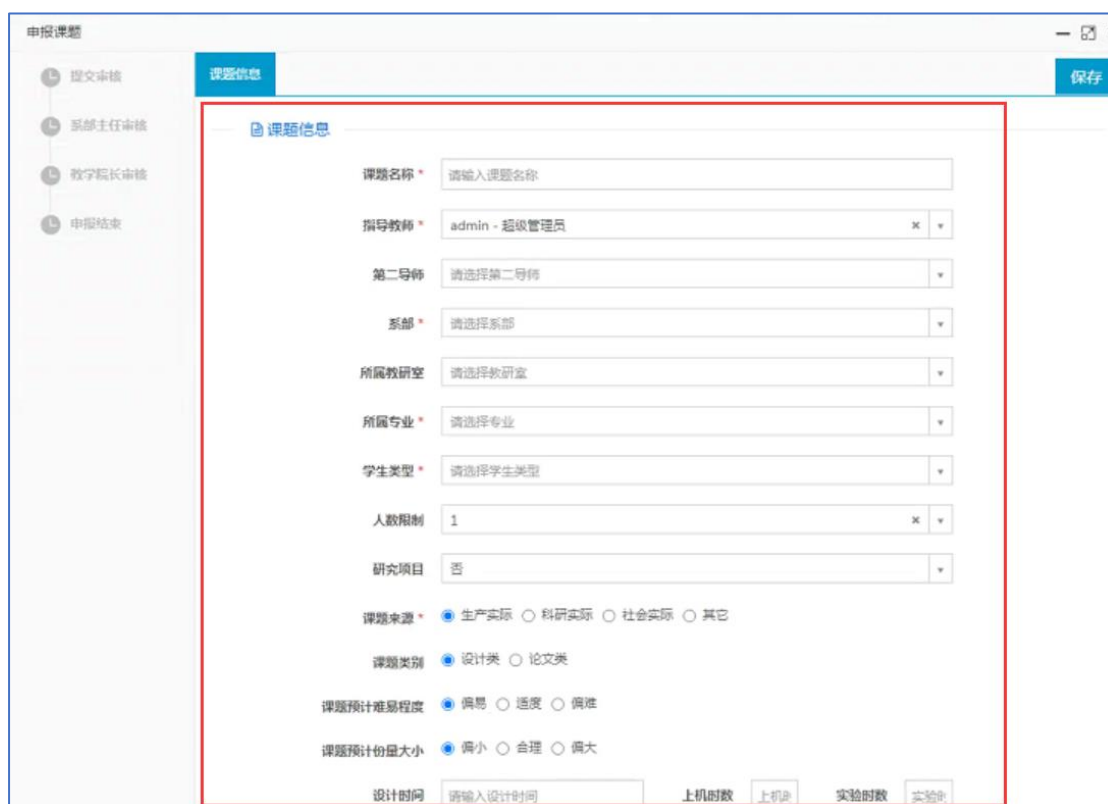 申报课题
提交审核
系部主任审核
教学院长审核
申报结束
课题信息
保存
课题信息
课题名称 * 请输入课题名称
指导教师 * admin - 超级管理员
第二导师 请选择第二导师
系部 * 请选择系部
所属教研室 请选择教研室
所属专业 * 请选择专业
学生类型 * 请选择学生类型
人数限制 1
研究项目 否
课题来源 * 生产实际 科研实际 社会实际 其它
课题类别 设计类 论文类
课题预计难易程度 偏易 适度 偏难
课题预计份量大小 偏小 合理 偏大
设计时间 请输入设计时间 上机时数 上机 实验时数 实验